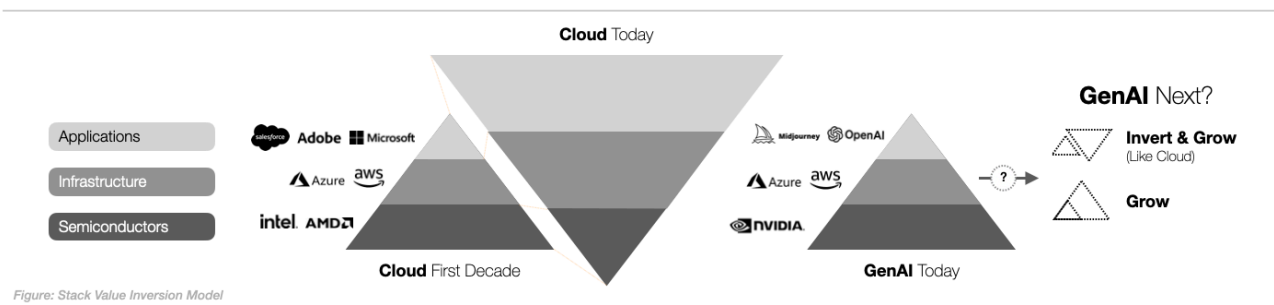 Cloud Today
GenAI Next?
Applications
salesforce Adobe Microsoft
Midjourney OpenAI
Invert & Grow
(Like Cloud)
Infrastructure
Azure aws
Azure aws
?
Semiconductors
intel. AMD
NVIDIA.
Grow
Cloud First Decade
GenAI Today
Figure: Stack Value Inversion Model